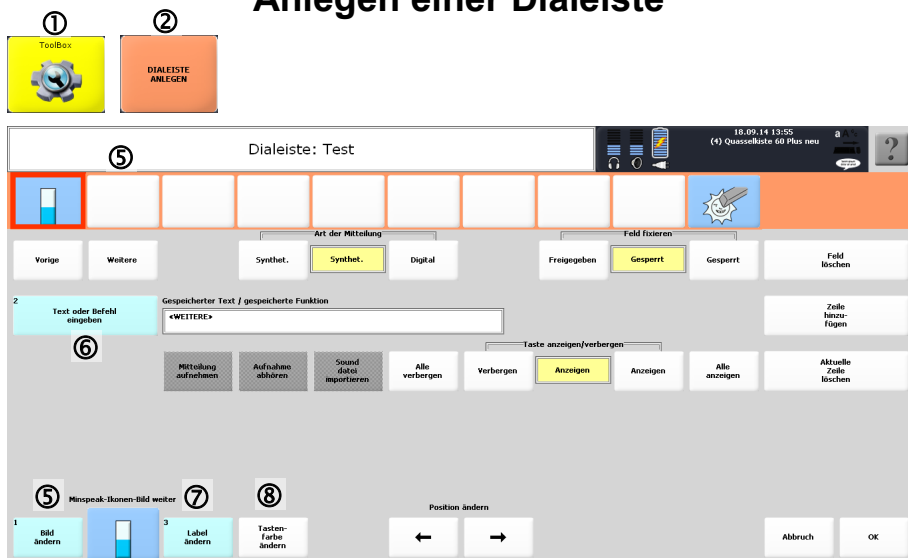 Anlegen einer Dialeiste
① ②
ToolBox
DIALEISTE
ANLEGEN
Dialeiste: Test
18.09.14 13:55
(4) Quasselkiste 60 Plus neu
a
?
⑤
Art der Mitteilung
Feld fixieren
Vorige
Weitere
Synthet.
Synthet.
Digital
Freigegeben
Gesperrt
Gesperrt
Feld
löschen
2
Text oder Befehl
eingeben
⑥
Gespeicherter Text / gespeicherte Funktion
<WEITERE>
Zeile
hinzu-
fügen
Taste anzeigen/verbergen
Mitteilung
aufnehmen
Aufnahme
abhören
Sound
datei
importieren
Alle
verbergen
Verbergen
Anzeigen
Anzeigen
Alle
anzeigen
Aktuelle
Zeile
löschen
⑤
Minspeak-Ikonen-Bild weiter
⑦
⑧
Position ändern
1
Bild
ändern
3
Label
ändern
Tasten-
farbe
ändern
←
→
Abbruch
OK